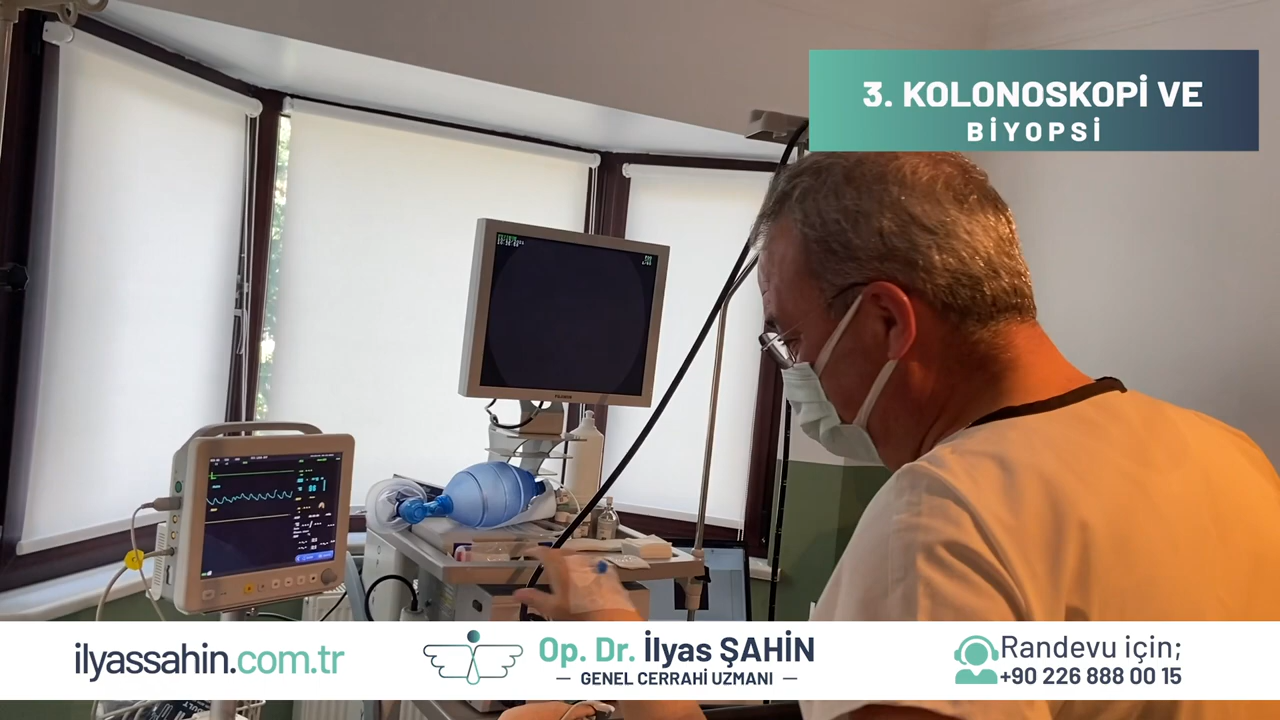 3. KOLONOSKOPİ VE
BİYOPSİ
ilyassahin.com.tr
Op. Dr. İlyas ŞAHİN
GENEL CERRAHİ UZMANI
Randevu için;
+90 226 888 00 15